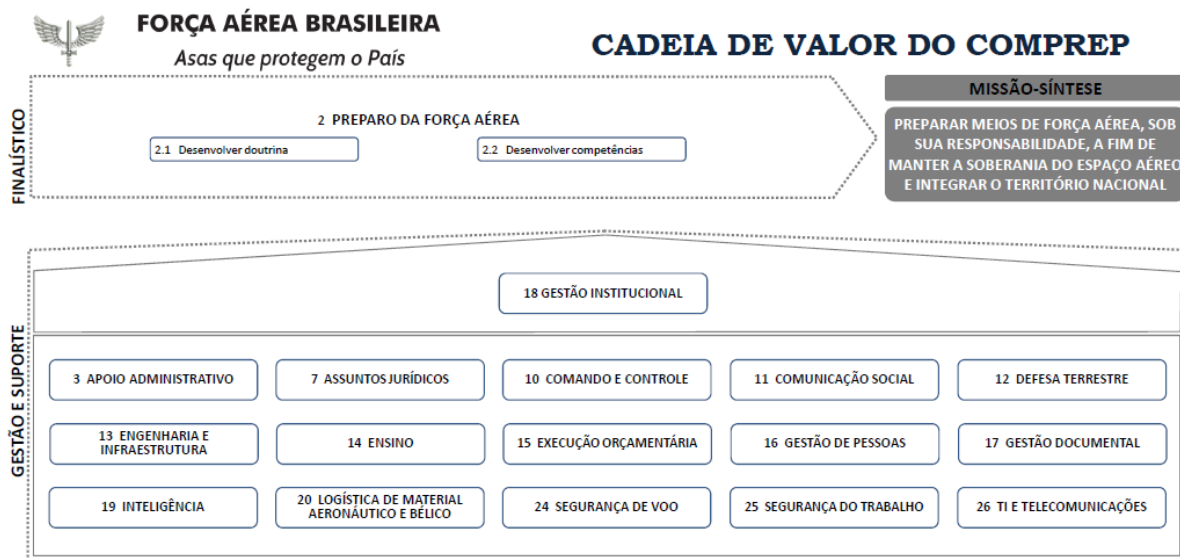 FORÇA AÉREA BRASILEIRA
Asas que protegem o País
CADEIA DE VALOR DO COMPREP
FINALÍSTICO
2 PREPARO DA FORÇA AÉREA
2.1 Desenvolver doutrina
2.2 Desenvolver competências
MISSÃO-SÍNTESE
PREPARAR MEIOS DE FORÇA AÉREA, SOB
SUA RESPONSABILIDADE, A FIM DE
MANTER A SOBERANIA DO ESPAÇO AÉREO
E INTEGRAR O TERRITÓRIO NACIONAL
GESTÃO E SUPORTE
18 GESTÃO INSTITUCIONAL
3 APOIO ADMINISTRATIVO
7 ASSUNTOS JURÍDICOS
10 COMANDO E CONTROLE
11 COMUNICAÇÃO SOCIAL
12 DEFESA TERRESTRE
13 ENGENHARIA E
INFRAESTRUTURA
14 ENSINO
15 EXECUÇÃO ORÇAMENTÁRIA
16 GESTÃO DE PESSOAS
17 GESTÃO DOCUMENTAL
19 INTELIGÊNCIA
20 LOGÍSTICA DE MATERIAL
AERONÁUTICO E BÉLICO
24 SEGURANÇA DE VOO
25 SEGURANÇA DO TRABALHO
26 TI E TELECOMUNICAÇÕES